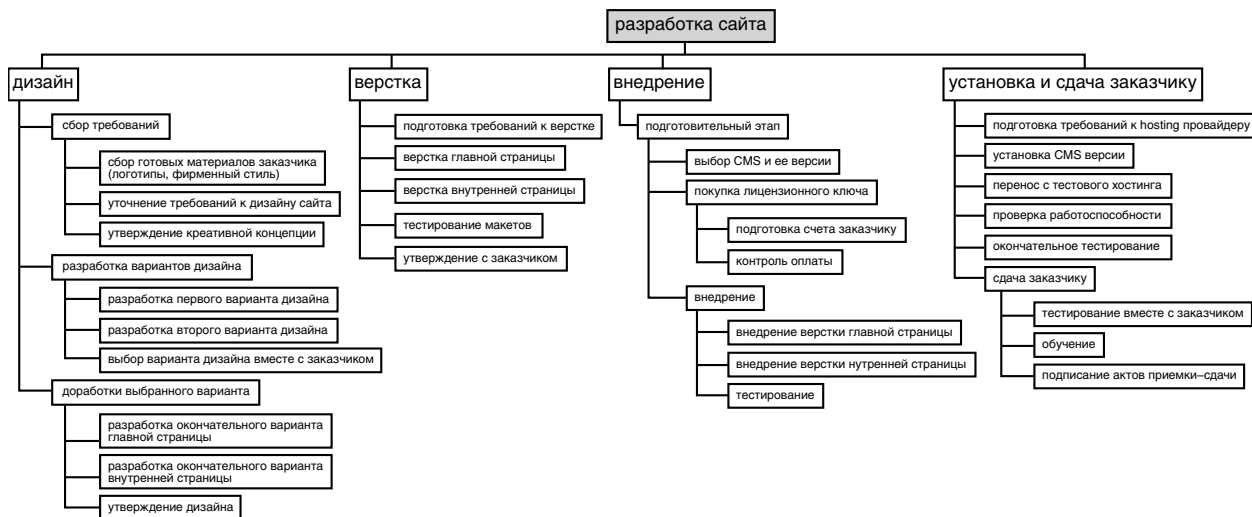 разработка сайта
дизайн
сбор требований
сбор готовых материалов заказчика
(логотипы, фирменный стиль)
уточнение требований к дизайну сайта
утверждение креативной концепции
разработка вариантов дизайна
разработка первого варианта дизайна
разработка второго варианта дизайна
выбор варианта дизайна вместе с заказчиком
доработки выбранного варианта
разработка окончательного варианта
главной страницы
разработка окончательного варианта
внутренней страницы
утверждение дизайна
верстка
подготовка требований к верстке
верстка главной страницы
верстка внутренней страницы
тестирование макетов
утверждение с заказчиком
внедрение
подготовительный этап
выбор CMS и ее версии
покупка лицензионного ключа
подготовка счета заказчику
контроль оплаты
внедрение
внедрение верстки главной страницы
внедрение верстки нутренней страницы
тестирование
установка и сдача заказчику
подготовка требований к hosting провайдеру
установка CMS версии
перенос с тестового хостинга
проверка работоспособности
окончательное тестирование
сдача заказчику
тестирование вместе с заказчиком
обучение
подписание актов приемки–сдачи